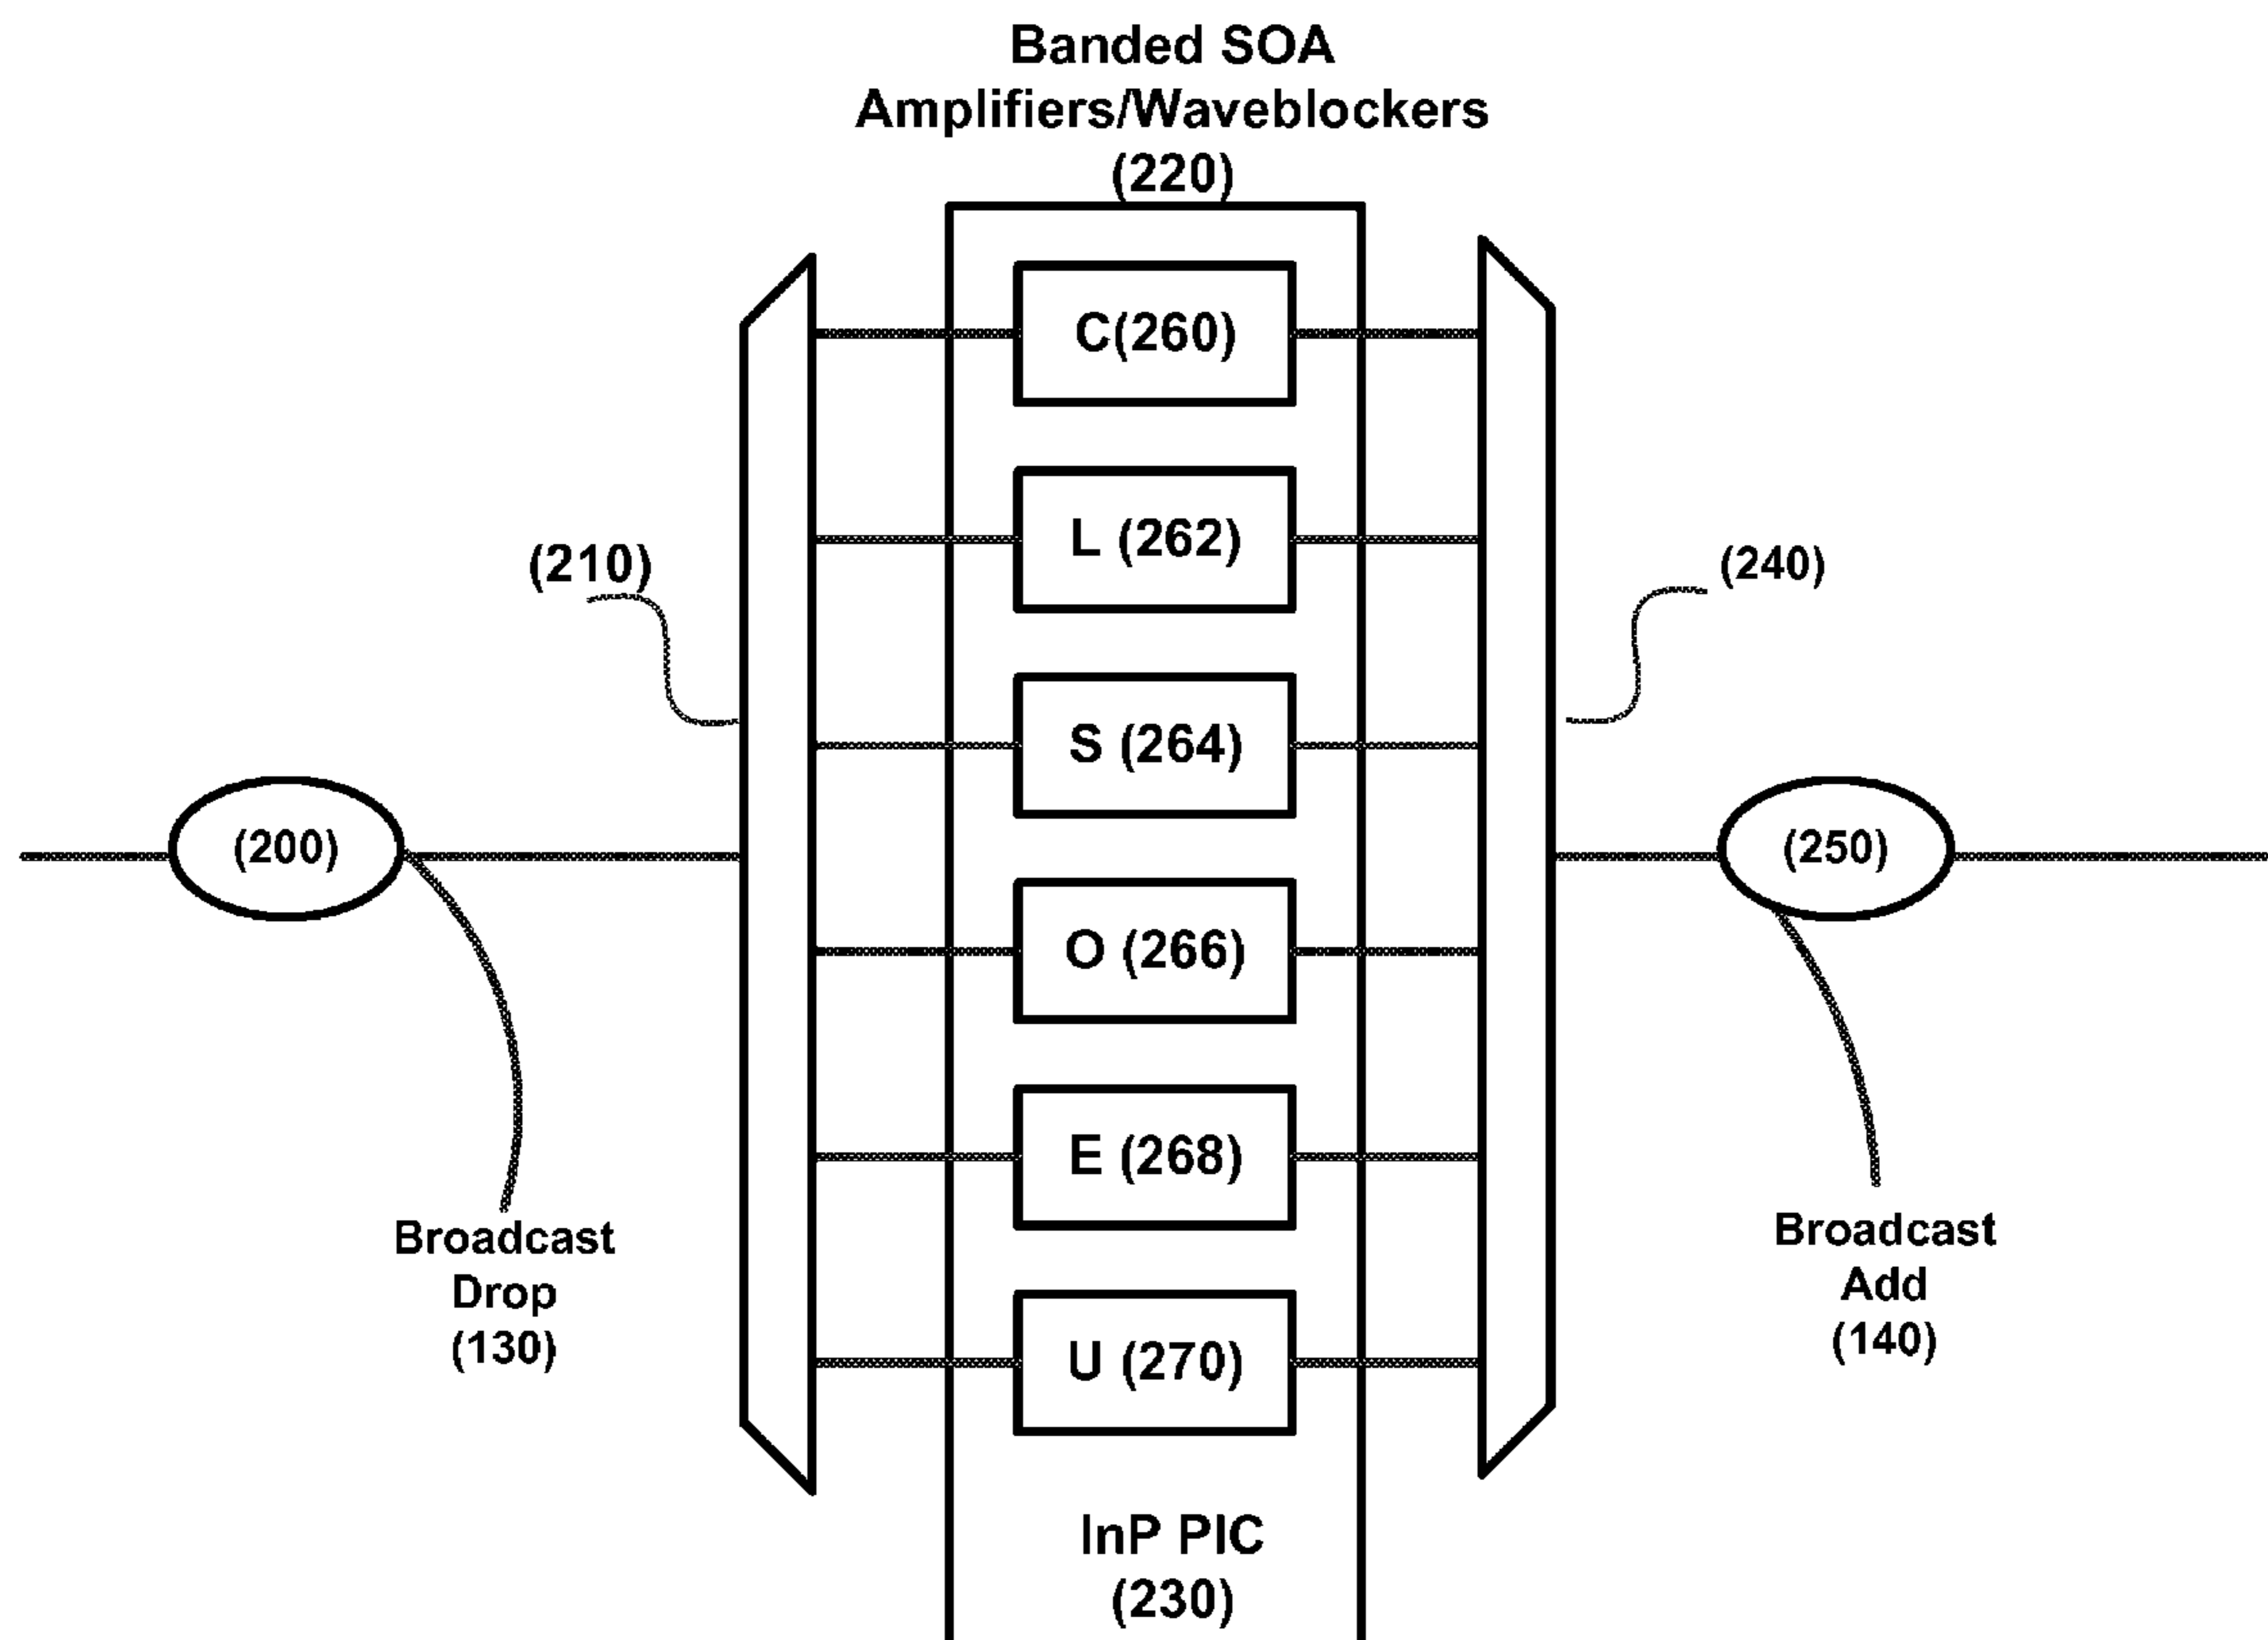 Banded SOA
Amplifiers/Waveblockers
(220)
C(260)
L (262)
(210)
(240)
S (264)
(200)
(250)
O (266)
E (268)
Broadcast
Drop
(130)
Broadcast
Add
(140)
U (270)
InP PIC
(230)